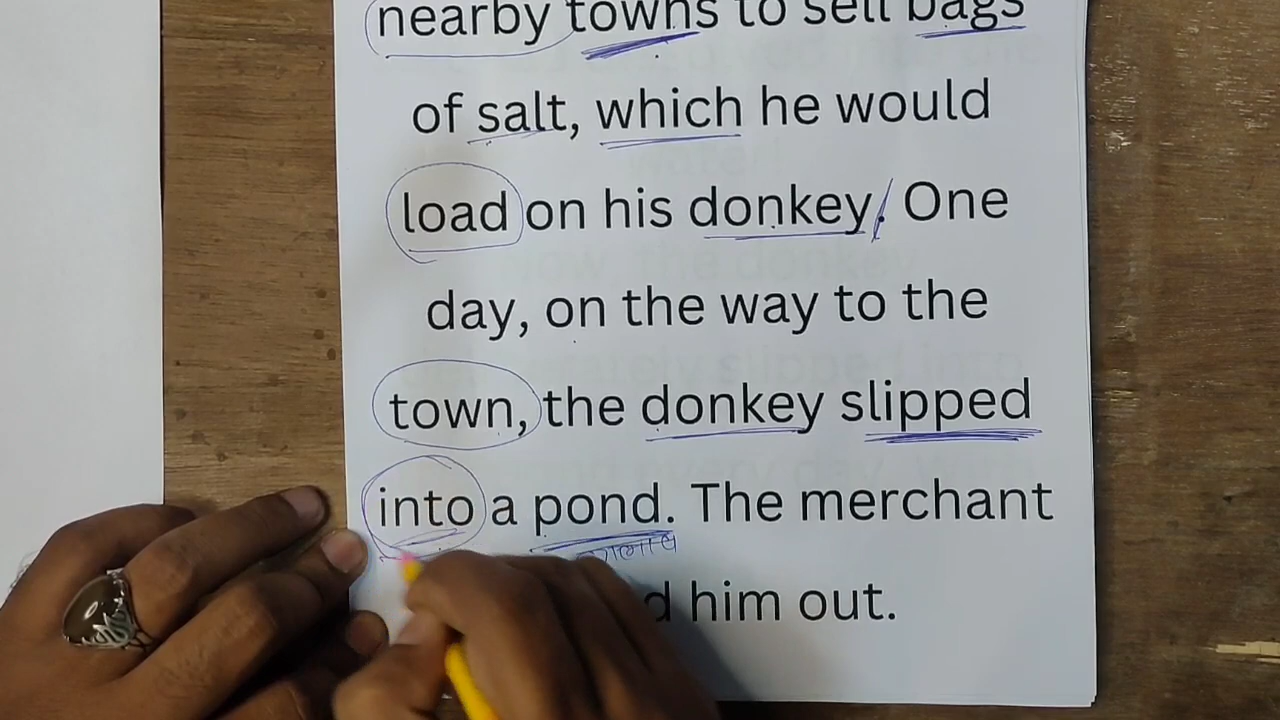 nearby towns to sell bags
of salt, which he would
load on his donkey. One
day, on the way to the
town, the donkey slipped
into a pond. The merchant
तालाब
him out.